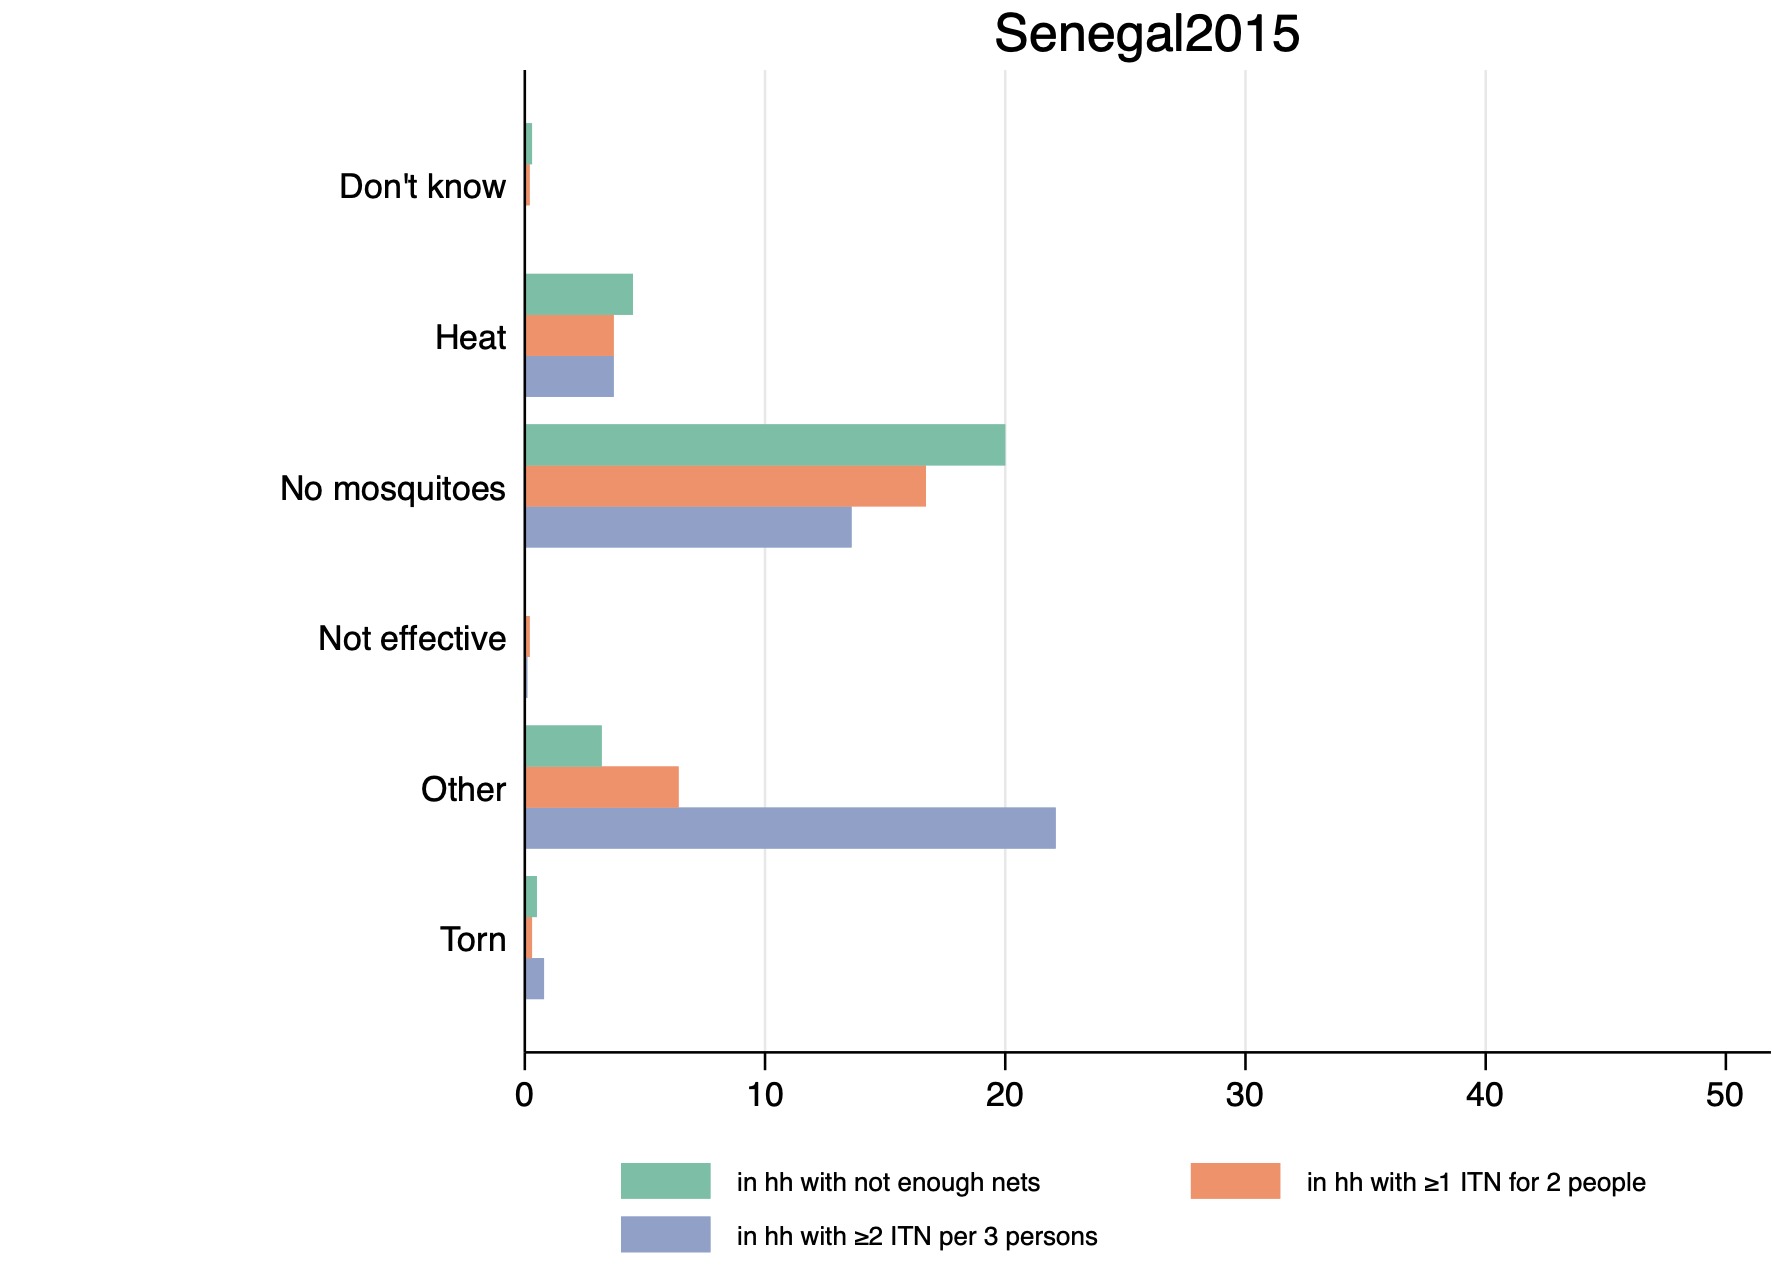 Senegal2015
Don't know
Heat
No mosquitoes
Not effective
Other
Torn
0 10 20 30 40 50
in hh with not enough nets in hh with ≥1 ITN for 2 people
in hh with ≥2 ITN per 3 persons